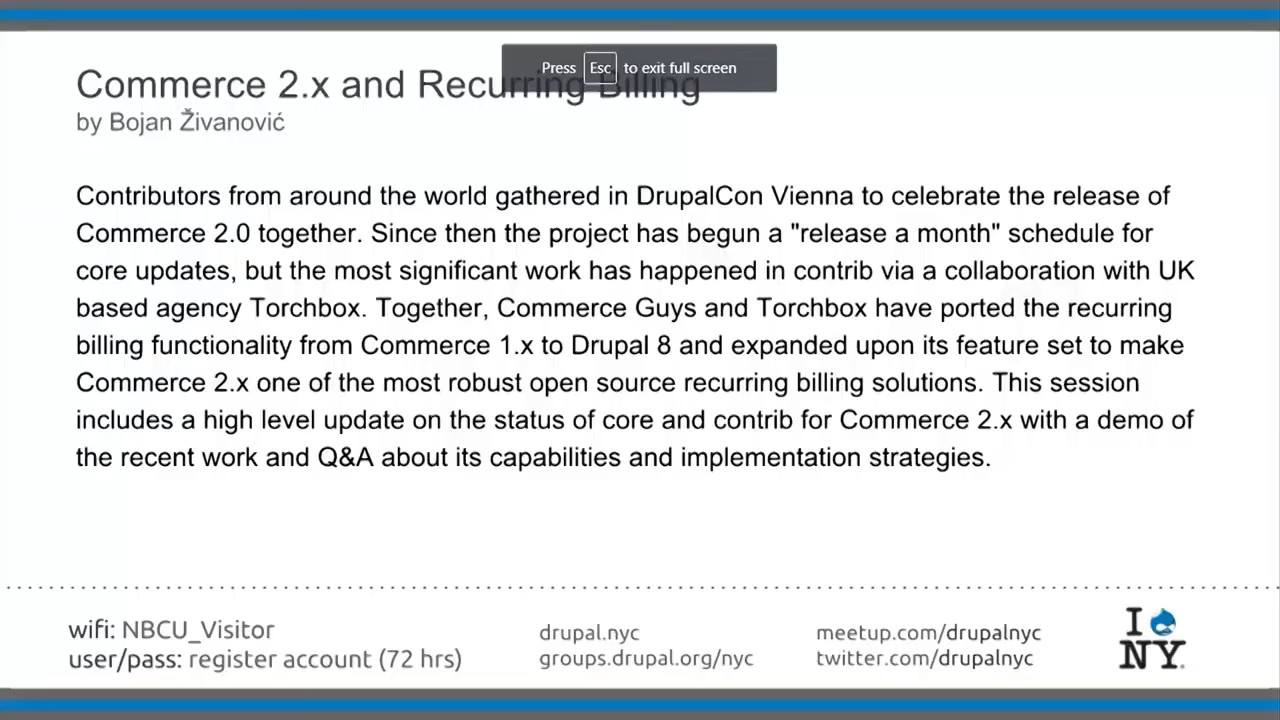 Press Esc to exit full screen
Commerce 2.x and Recurring Billing
by Bojan Živanović
Contributors from around the world gathered in DrupalCon Vienna to celebrate the release of
Commerce 2.0 together. Since then the project has begun a "release a month" schedule for
core updates, but the most significant work has happened in contrib via a collaboration with UK
based agency Torchbox. Together, Commerce Guys and Torchbox have ported the recurring
billing functionality from Commerce 1.x to Drupal 8 and expanded upon its feature set to make
Commerce 2.x one of the most robust open source recurring billing solutions. This session
includes a high level update on the status of core and contrib for Commerce 2.x with a demo of
the recent work and Q&A about its capabilities and implementation strategies.
wifi: NBCU_Visitor
user/pass: register account (72 hrs)
drupal.nyc
groups.drupal.org/nyc
meetup.com/drupalnyc
twitter.com/drupalnyc
I
NY.